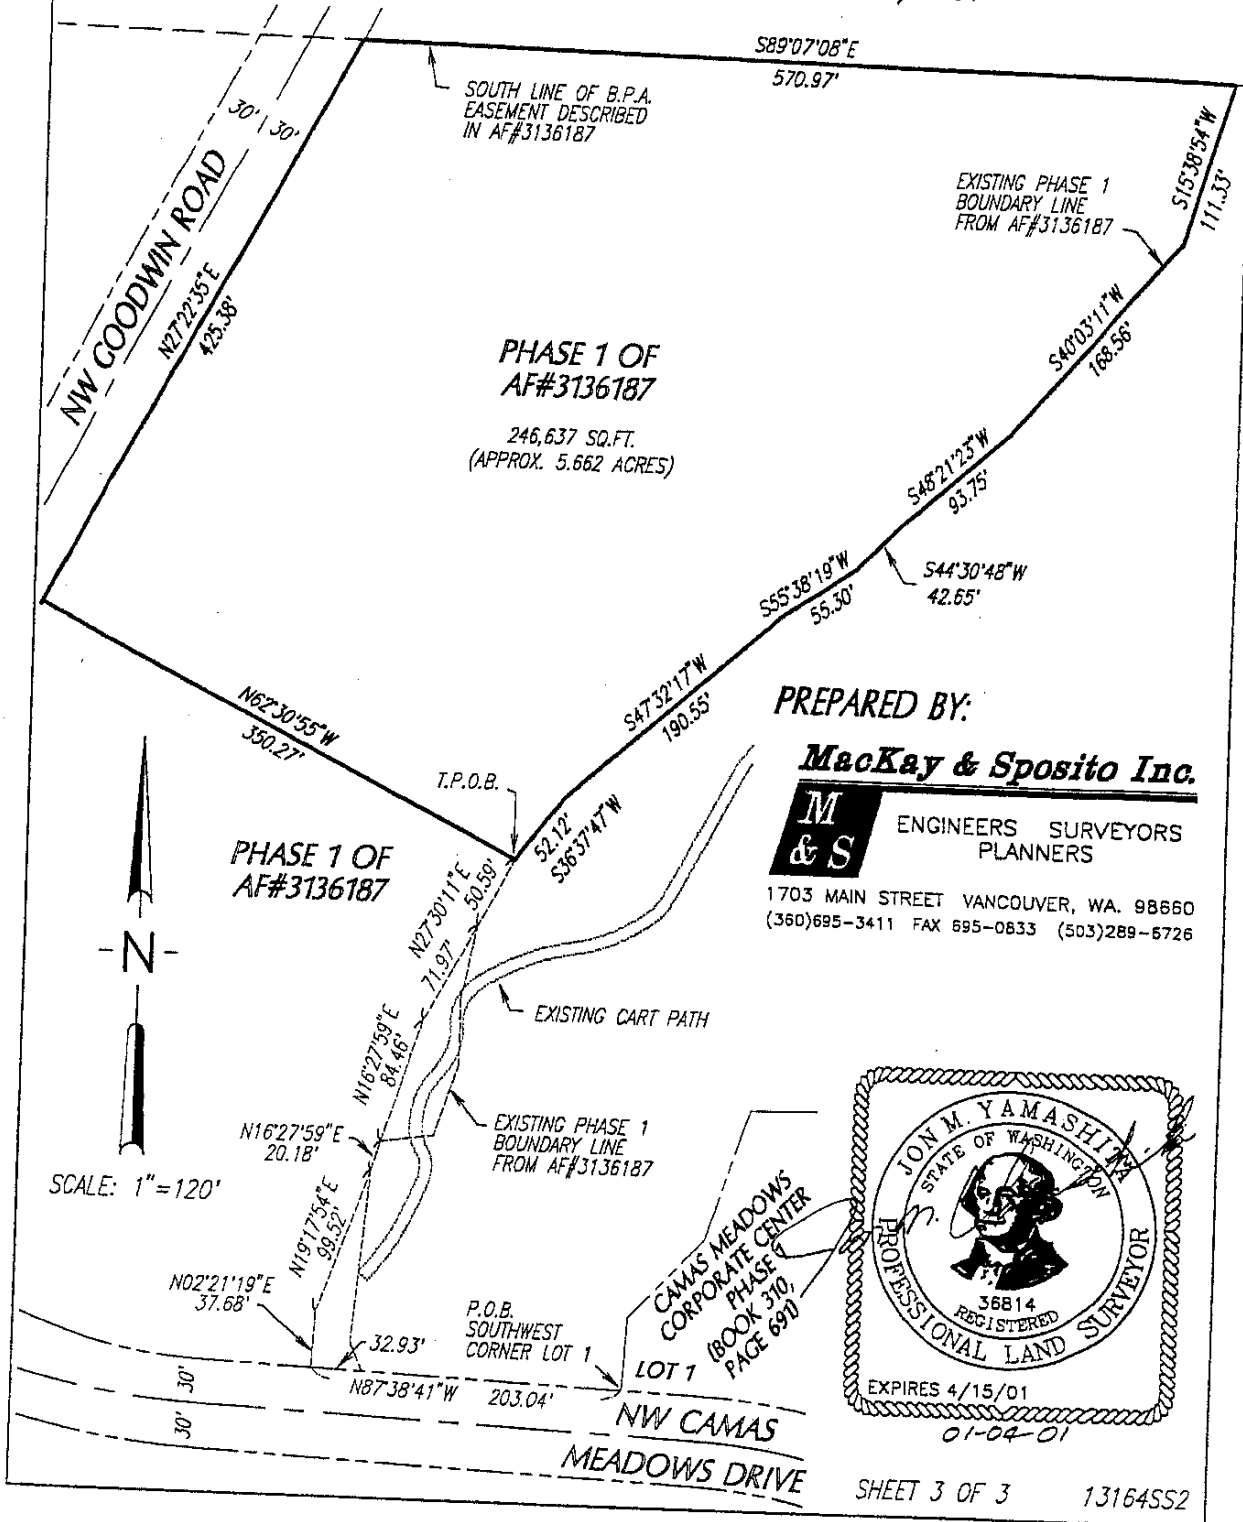 S89°07'08"E
570.97'
SOUTH LINE OF B.P.A.
EASEMENT DESCRIBED
IN AF#3136187
30' 30'
NW GOODWIN ROAD
N27°22'35"E
425.38'
S15°38'54"W
111.33'
EXISTING PHASE 1
BOUNDARY LINE
FROM AF#3136187
S40°03'11"W
168.56'
PHASE 1 OF
AF#3136187
246,637 SQ.FT.
(APPROX. 5.662 ACRES)
S48°21'23"W
93.75'
S44°30'48"W
42.65'
S55°38'19"W
55.30'
S47°32'17"W
190.55'
N62°30'55"W
350.27'
T.P.O.B.
52.12'
S36°37'47"W
PREPARED BY:
MacKay & Sposito Inc.
M
& S
ENGINEERS SURVEYORS
PLANNERS
1703 MAIN STREET VANCOUVER, WA. 98660
(360)695-3411 FAX 695-0833 (503)289-6726
PHASE 1 OF
AF#3136187
N27°30'11"E
50.59'
71.97'
-N-
EXISTING CART PATH
N16°27'59"E
84.46'
EXISTING PHASE 1
BOUNDARY LINE
FROM AF#3136187
N16°27'59"E
20.18'
SCALE: 1"=120'
N19°17'54"E
99.52'
N02°21'19"E
37.68'
32.93'
P.O.B.
SOUTHWEST
CORNER LOT 1
N87°38'41"W 203.04'
30'
30'
CAMAS MEADOWS
CORPORATE CENTER
PHASE 1
(BOOK 310,
PAGE 691)
LOT 1
NW CAMAS
MEADOWS DRIVE
JON M. YAMASHITA
STATE OF WASHINGTON
36814
REGISTERED
PROFESSIONAL LAND SURVEYOR
EXPIRES 4/15/01
01-04-01
SHEET 3 OF 3 13164SS2